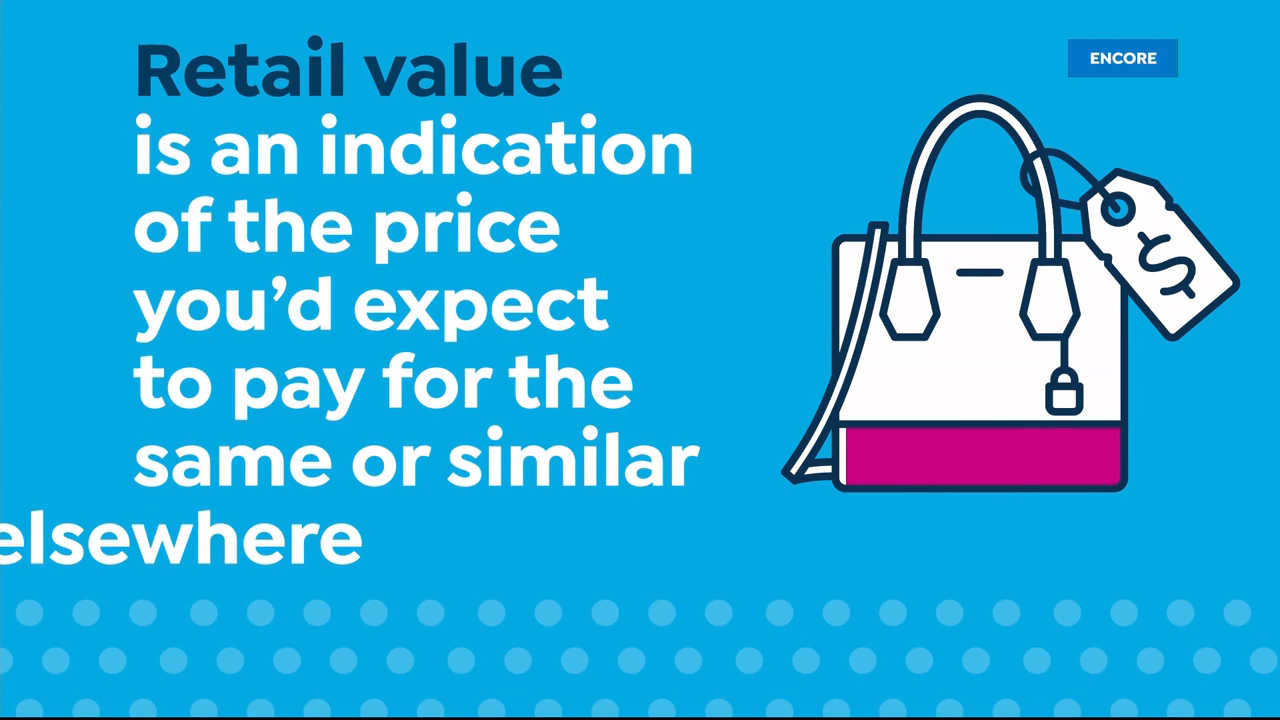 Retail value
is an indication
of the price
you’d expect
to pay for the
same or similar
elsewhere
ENCORE
$